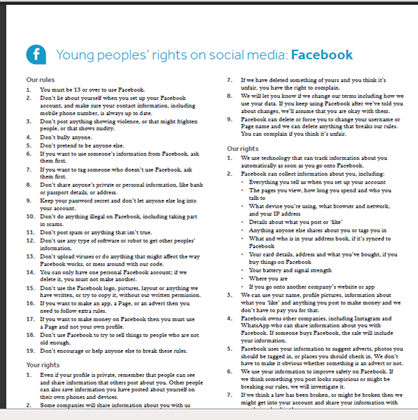 f
Young peoples' rights on social media: Facebook
Our rules
1. You must be 13 or over to use Facebook.
2. Don't lie about yourself when you set up your Facebook
account, and make sure your contact information, including
mobile phone number, is always up to date.
3. Don't post anything showing violence, or that might frighten
people, or that shows nudity.
4. Don't bully anyone.
5. Don't pretend to be anyone else.
6. If you want to use someone's information from Facebook, ask
them first.
7. If you want to tag someone who doesn't use Facebook, ask
them first.
8. Don't share anyone's private or personal information, like bank
or passport details, or address.
9. Keep your password secret and don't let anyone else log into
your account.
10. Don't do anything illegal on Facebook, including taking part
in scams.
11. Don't post spam or anything that isn't true.
12. Don't use any type of software or robot to get other peoples'
information.
13. Don't upload viruses or do anything that might affect the way
Facebook works, or mess around with our code.
14. You can only have one personal Facebook account; if we
delete it, you must not make another.
15. Don't use the Facebook logo, pictures, layout or anything we
have written, or try to copy it, without our written permission.
16. If you want to make an app, a Page, or an advert then you
need to follow extra rules.
17. If you want to make money on Facebook then you must use
a Page and not your own profile.
18. Don't use Facebook to try to sell things to people who are not
old enough.
19. Don't encourage or help anyone else to break these rules.
Your rights
1. Even if your profile is private, remember that people can see
and share information that others post about you. Other people
can also save information you have posted about yourself on
their own phones and devices.
2. Some companies will share information about you with us
7. If we have deleted something of yours and you think it's
unfair, you have the right to complain.
8. We will let you know if we change our terms including how we
use your data. If you keep using Facebook after we've told you
about changes, we'll assume that you are okay with them.
9. Facebook can delete or force you to change your username or
Page name and we can delete anything that breaks our rules.
You can complain if you think it's unfair.
Our rights
1. We use technology that can track information about you
automatically as soon as you go onto Facebook.
2. Facebook can collect information about you, including:
• Everything you tell us when you set up your account
• The pages you view, how long you spend and who you
talk to
• What device you're using, what browser and network,
and your IP address
• Details about what you post or 'like'
• Anything anyone else shares about you or tags you in
• What and who is in your address book, if it's synced to
Facebook
• Your card details, address and what you've bought, if you
buy things on Facebook
• Your battery and signal strength
• Where you are
• If you go onto another company's website or app
3. We can use your name, profile pictures, information about
what you 'like' and anything you post to make money and we
don't have to pay you for that.
4. Facebook owns other companies, including Instagram and
WhatsApp who can share information about you with
Facebook. If someone buys Facebook, the sale will include
your information.
5. Facebook uses your information to suggest adverts, photos you
should be tagged in, or places you should check in. We don't
have to make it obvious whether something is an advert or not.
6. We use your information to improve safety on Facebook. If
we think something you post looks suspicious or might be
breaking our rules, we will investigate it.
7. If we think a law has been broken, or might be broken then we
might get into your account and share your information with